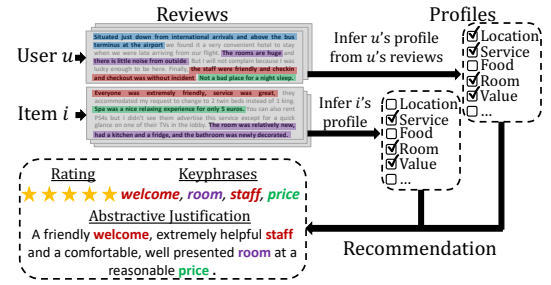 Reviews
Profiles
User u
Situated just down from international arrivals and above the bus
terminus at the airport we found it a very convenient hotel to stay
when we were late arriving from our flight. The rooms are huge and
there is little noise from outside. But I will not complain because I was
lucky enough to be here. Finally, the staff were friendly and checkin
and checkout was without incident. Not a bad place for a night sleep.
Infer u's profile
from u's reviews
Location
Service
Food
Room
Value
...
Item i
Everyone was extremely friendly, service was great, they
accommodated my request to change to 2 twin beds instead of 1 king.
Spa was a nice relaxing experience for only 5 euros. You can also rent
PS4s but I didn't see them advertise this service except for a quick
glance on one of their TVs in the lobby. The room was relatively new,
had a kitchen and a fridge, and the bathroom was newly decorated.
Infer i's
profile
Location
Service
Food
Room
Value
...
Rating
Keyphrases
welcome, room, staff, price
Abstractive Justification
A friendly welcome, extremely helpful staff
and a comfortable, well presented room at a
reasonable price .
Recommendation